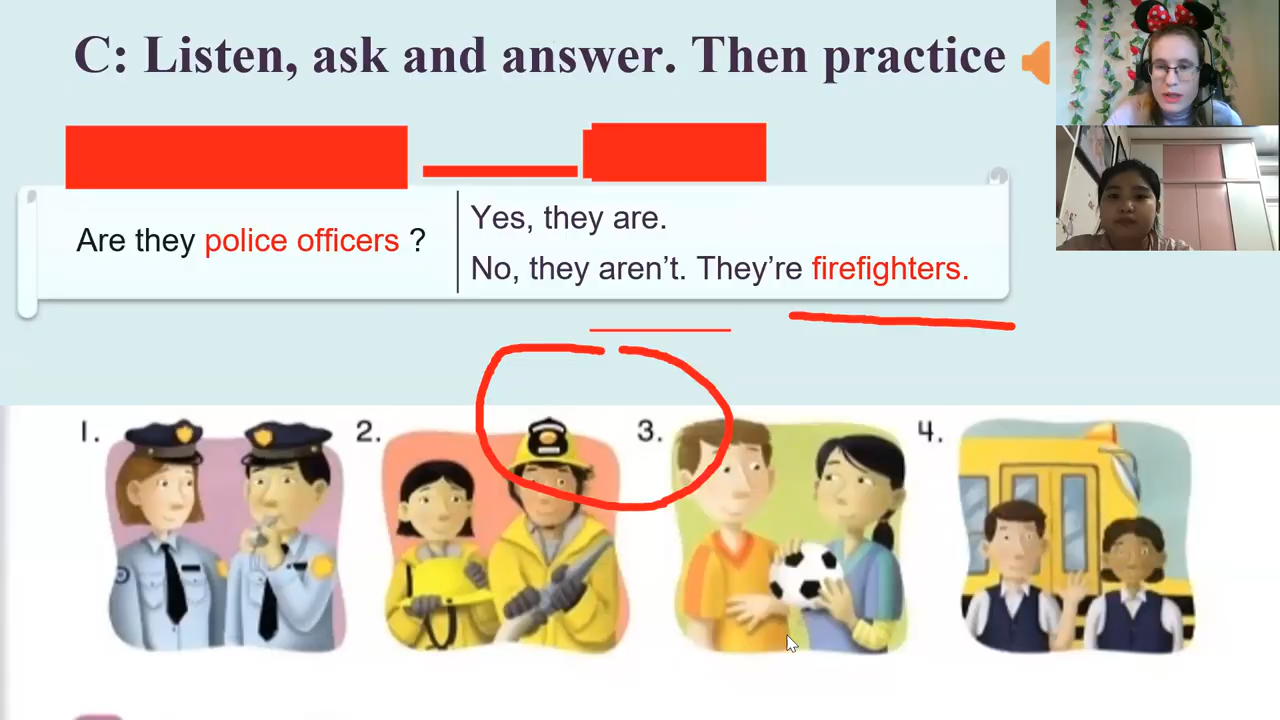 C: Listen, ask and answer. Then practice
Are they police officers ?
Yes, they are.
No, they aren't. They're firefighters.
1.
2.
3.
4.